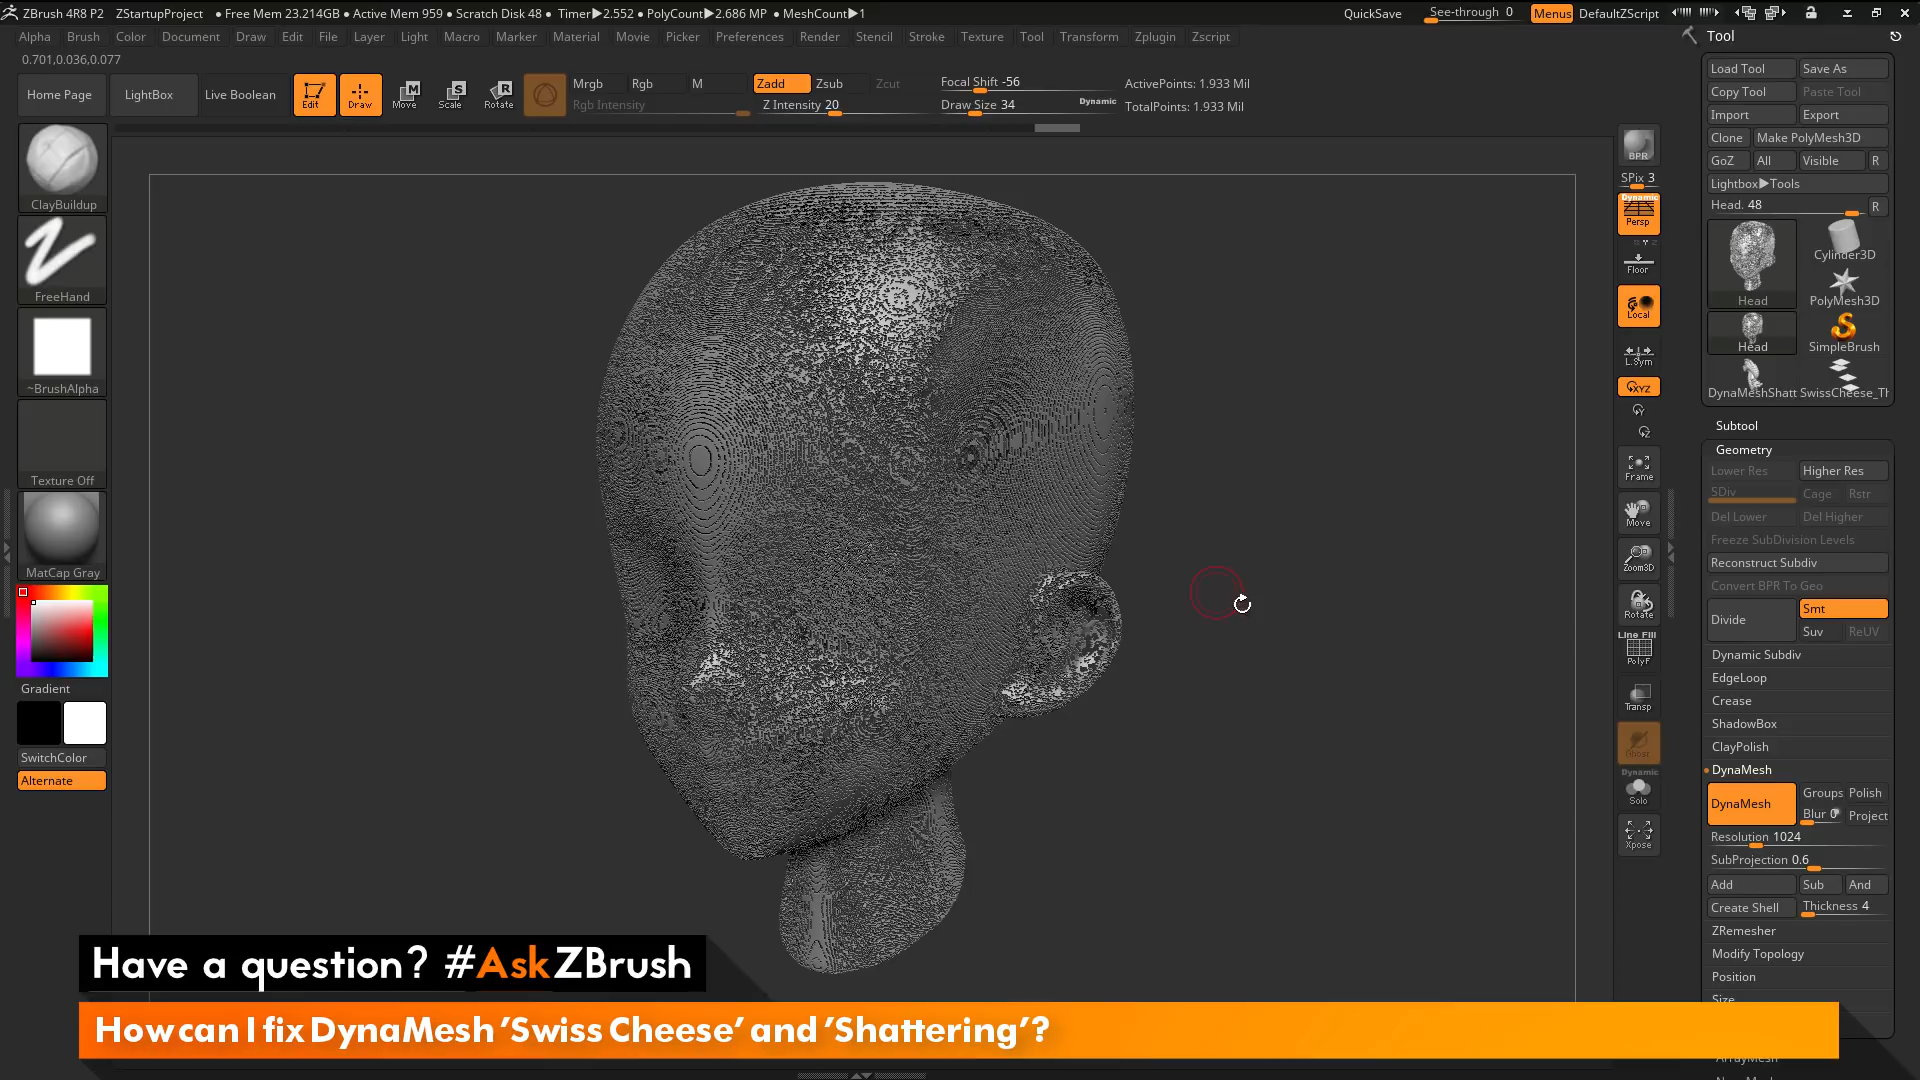 ZBrush 4R8 P2 ZStartupProject • Free Mem 23.214GB • Active Mem 959 • Scratch Disk 48 • Timer▶2.552 • PolyCount▶2.686 MP • MeshCount▶1 QuickSave See-through 0 Menus DefaultZScript
Alpha Brush Color Document Draw Edit File Layer Light Macro Marker Material Movie Picker Preferences Render Stencil Stroke Texture Tool Transform Zplugin Zscript
0.701,0.036,0.077
Home Page LightBox Live Boolean Edit Draw Move Scale Rotate
Mrgb Rgb M Zadd Zsub Zcut Focal Shift -56 ActivePoints: 1.933 Mil
Rgb Intensity Z Intensity 20 Draw Size 34 Dynamic TotalPoints: 1.933 Mil
ClayBuildup
FreeHand
~BrushAlpha
Texture Off
MatCap Gray
Gradient
SwitchColor
Alternate
BPR
SPix 3
Dynamic
Persp
Floor
Local
L.Sym
XYZ
Frame
Move
Zoom3D
Rotate
Line Fill
PolyF
Transp
Ghost
Dynamic
Solo
Xpose
Tool
Load Tool Save As
Copy Tool Paste Tool
Import Export
Clone Make PolyMesh3D
GoZ All Visible R
Lightbox▶Tools
Head. 48 R
Head Cylinder3D
PolyMesh3D
Head SimpleBrush
DynaMeshShatt SwissCheese_Th
Subtool
Geometry
Lower Res Higher Res
SDiv Cage Rstr
Del Lower Del Higher
Freeze SubDivision Levels
Reconstruct Subdiv
Convert BPR To Geo
Divide Smt
Suv ReUV
Dynamic Subdiv
EdgeLoop
Crease
ShadowBox
ClayPolish
DynaMesh
DynaMesh Groups Polish
Blur 0 Project
Resolution 1024
SubProjection 0.6
Add Sub And
Create Shell Thickness 4
ZRemesher
Modify Topology
Position
Size
ArrayMesh
Have a question? #AskZBrush
How can I fix DynaMesh 'Swiss Cheese' and 'Shattering'?